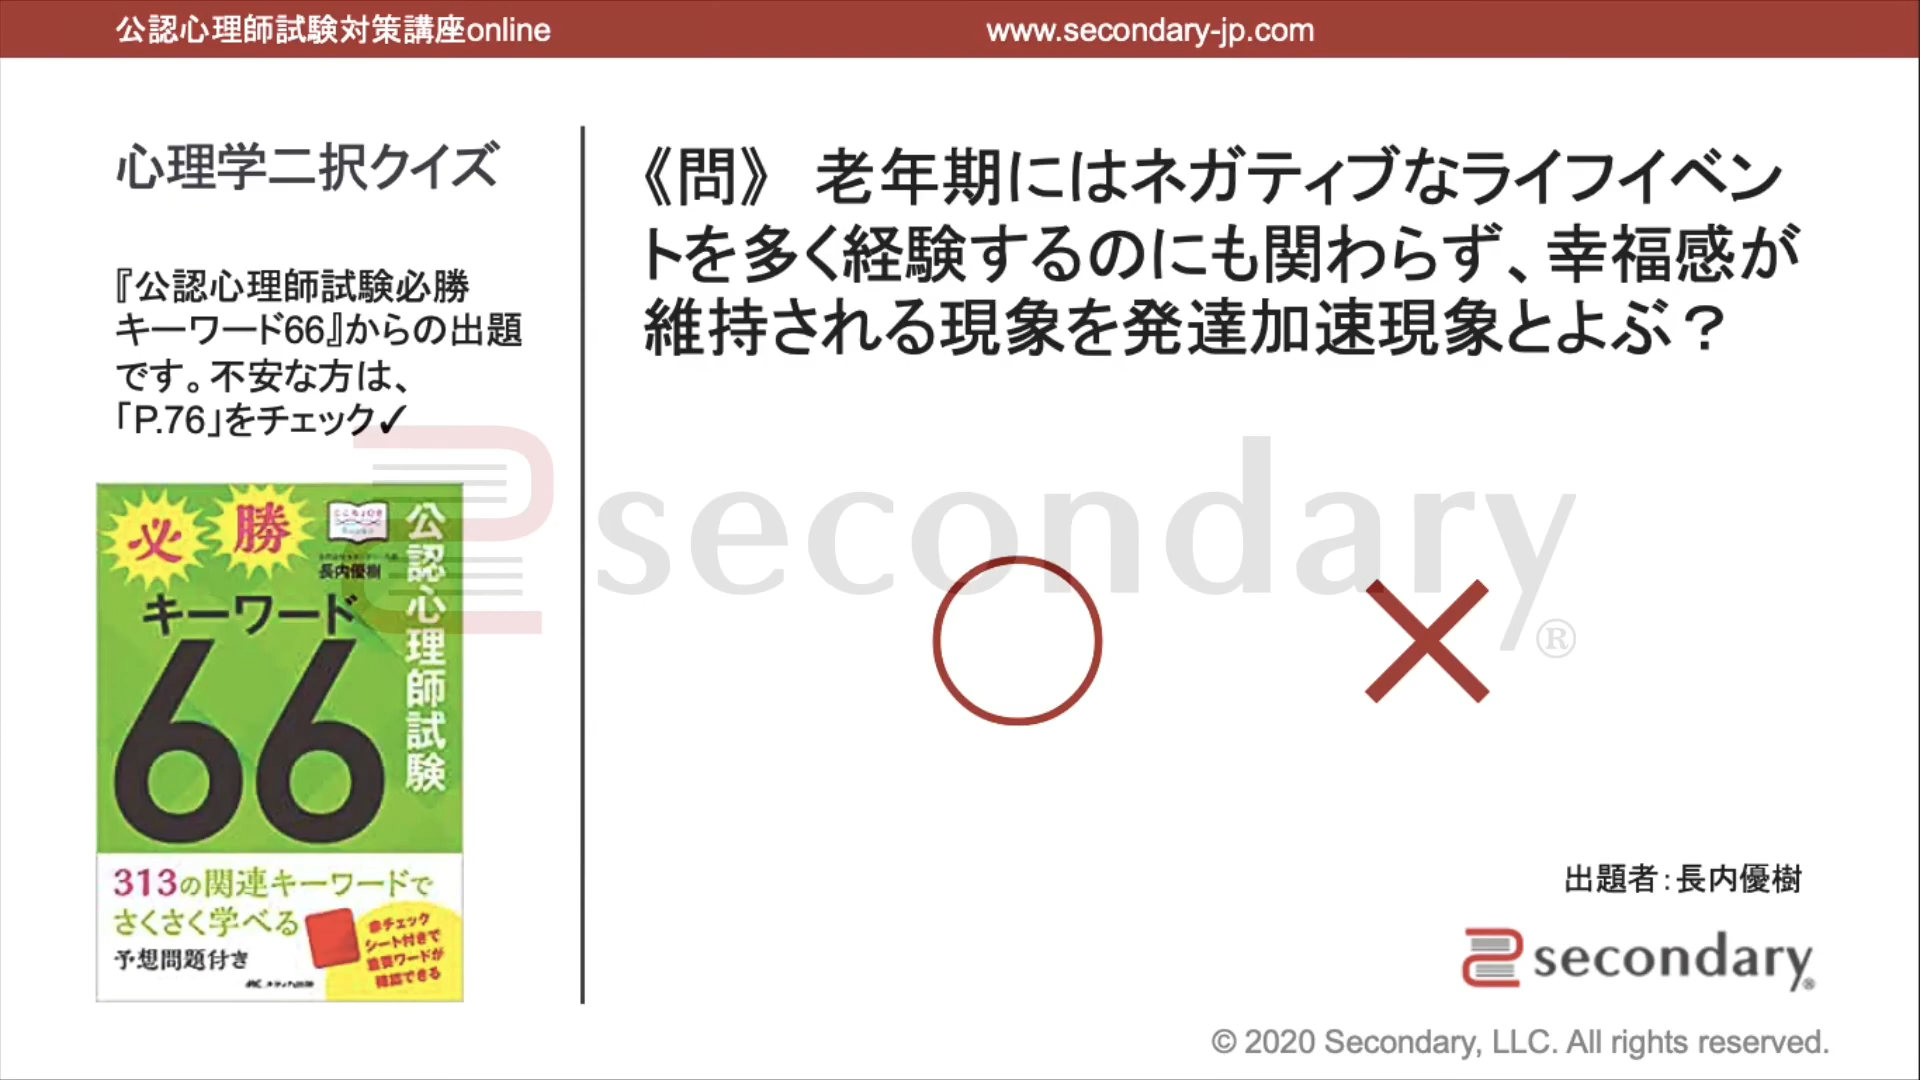 公認心理師試験対策講座online
www.secondary-jp.com
心理学二択クイズ
『公認心理師試験必勝
キーワード66』からの出題
です。不安な方は、
「P.76」をチェック✓
《問》 老年期にはネガティブなライフイベン
トを多く経験するのにも関わらず、幸福感が
維持される現象を発達加速現象とよぶ？
secondary®
必勝
長内優樹
公認心理師試験
キーワード
66
313の関連キーワードで
さくさく学べる
予想問題付き
赤チェック
シート付きで
重要ワードが
確認できる
出題者：長内優樹
secondary®
© 2020 Secondary, LLC. All rights reserved.